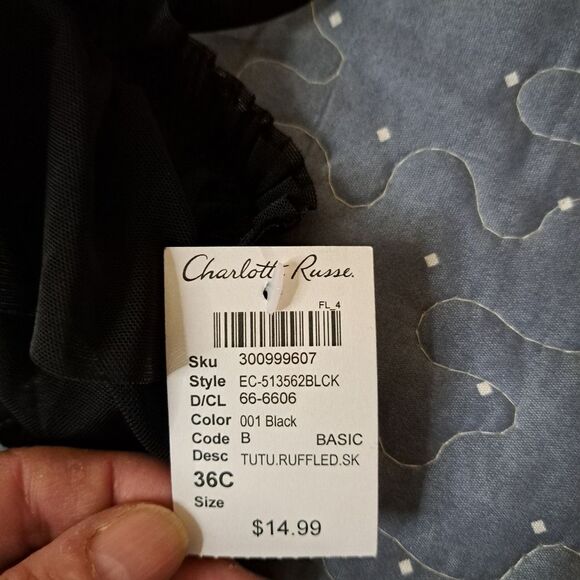 Charlotte Russe.
FL_4
Sku 300999607
Style EC-513562BLCK
D/CL 66-6606
Color 001 Black
Code B BASIC
Desc TUTU.RUFFLED.SK
36C
Size
$14.99